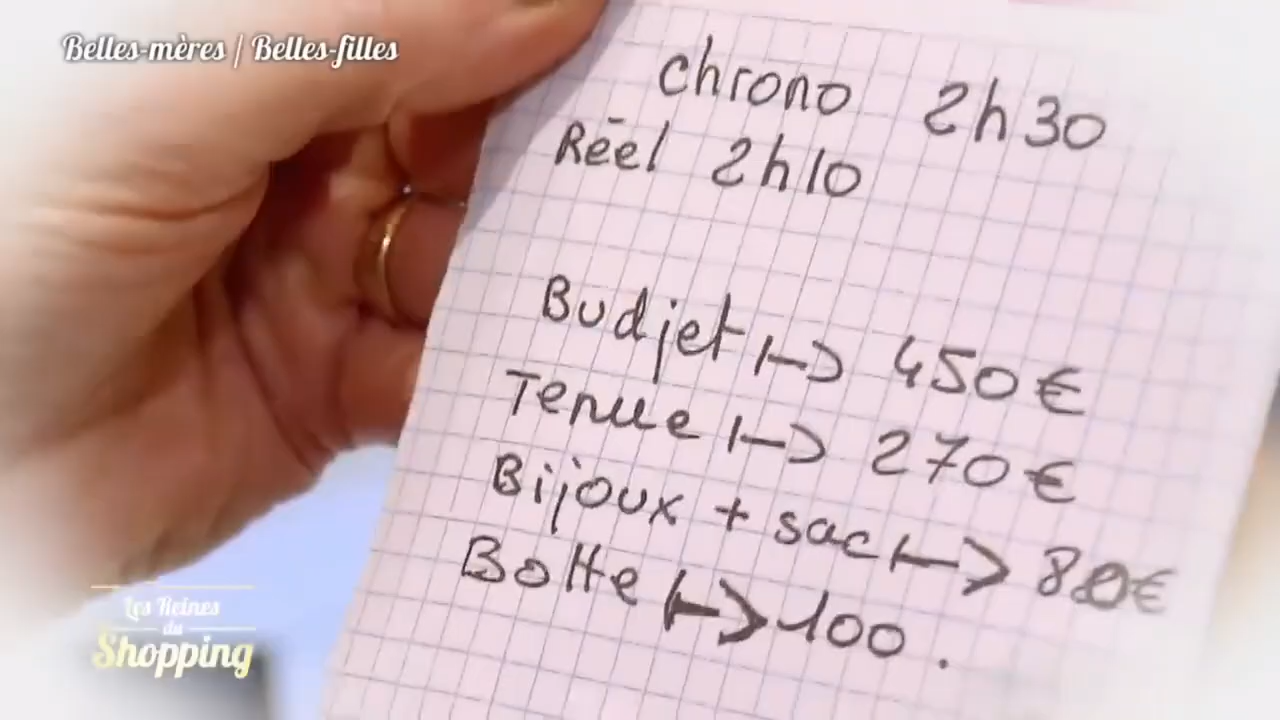 Belles-mères / Belles-filles
chrono 2h30
Réel 2h10
Budjet ↦ 450 €
Tenue ↦ 270 €
Bijoux + sac ↦ 80€
Botte ↦ 100.
Les Reines
du
Shopping